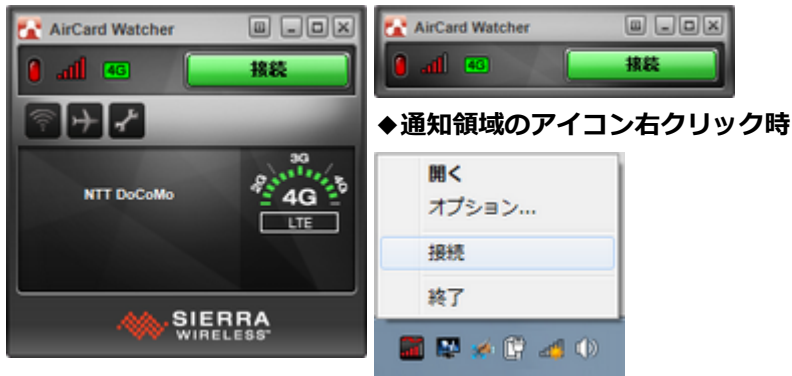 AirCard Watcher
4G
接続
NTT DoCoMo
2G
3G
4G
4G
LTE
SIERRA
WIRELESS™
AirCard Watcher
4G
接続
◆通知領域のアイコン右クリック時
開く
オプション...
接続
終了